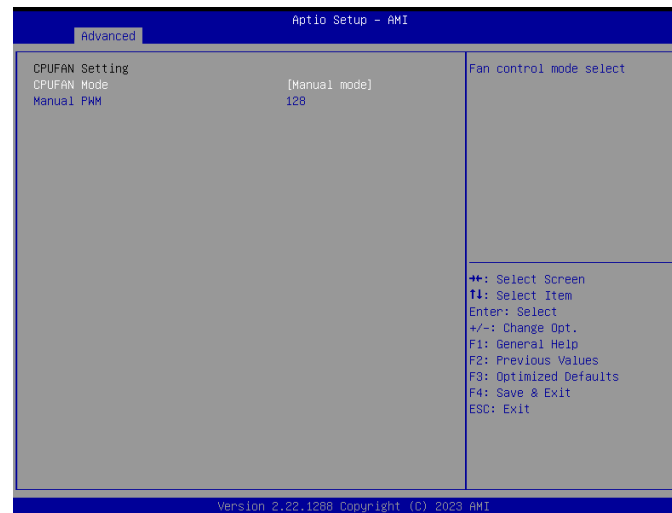 Aptio Setup – AMI
Advanced
CPUFAN Setting
CPUFAN Mode [Manual mode]
Manual PWM 128
Fan control mode select
→←: Select Screen
↑↓: Select Item
Enter: Select
+/-: Change Opt.
F1: General Help
F2: Previous Values
F3: Optimized Defaults
F4: Save & Exit
ESC: Exit
Version 2.22.1288 Copyright (C) 2023 AMI